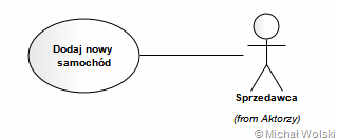 Dodaj nowy
samochód
Sprzedawca
(from Aktorzy)
© Michał Wolski